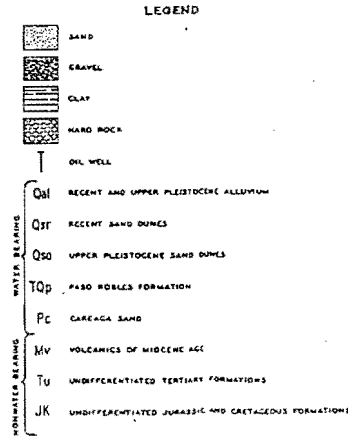 LEGEND
SAND
GRAVEL
CLAY
HARD ROCK
OIL WELL
Qal RECENT AND UPPER PLEISTOCENE ALLUVIUM
Qsr RECENT SAND DUNES
Qso UPPER PLEISTOCENE SAND DUNES
TQp PASO ROBLES FORMATION
Pc CAREAGA SAND
Mv VOLCANICS OF MIOCENE AGE
Tu UNDIFFERENTIATED TERTIARY FORMATIONS
JK UNDIFFERENTIATED JURASSIC AND CRETACEOUS FORMATIONS
WATER BEARING
NONWATER BEARING